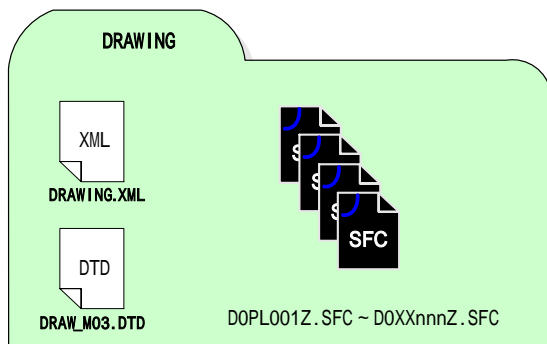 DRAWING
XML
DRAWING.XML
S
S
S
SFC
DTD
DRAW_M03.DTD
D0PL001Z.SFC ~ D0XXnnnZ.SFC